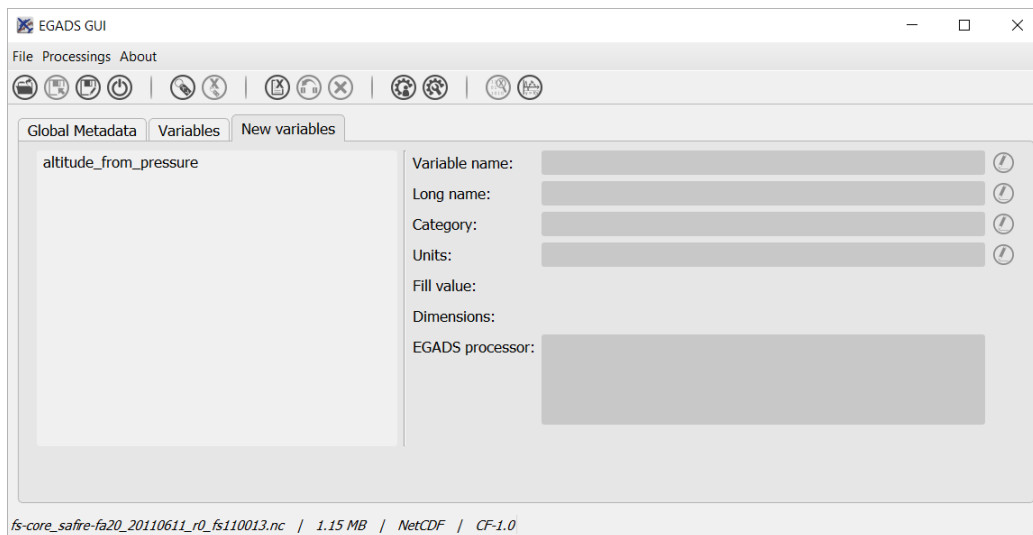 EGADS GUI
File Processings About
Global Metadata Variables New variables
altitude_from_pressure
Variable name:
Long name:
Category:
Units:
Fill value:
Dimensions:
EGADS processor:
fs-core_safire-fa20_20110611_r0_fs110013.nc | 1.15 MB | NetCDF | CF-1.0